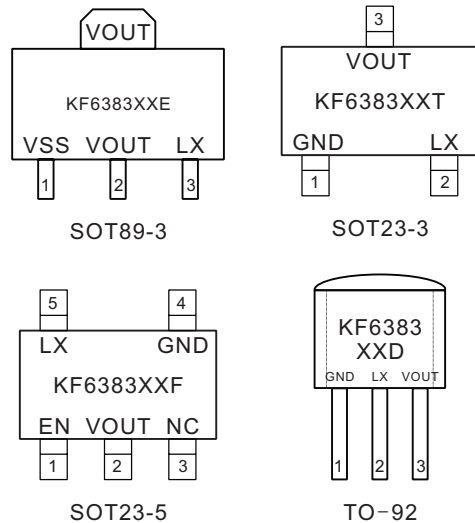 VOUT
KF6383XXE
VSS VOUT LX
1 2 3
SOT89-3
3
VOUT
KF6383XXT
GND LX
1 2
SOT23-3
5 4
LX GND
KF6383XXF
EN VOUT NC
1 2 3
SOT23-5
KF6383
XXD
GND LX VOUT
1 2 3
TO-92